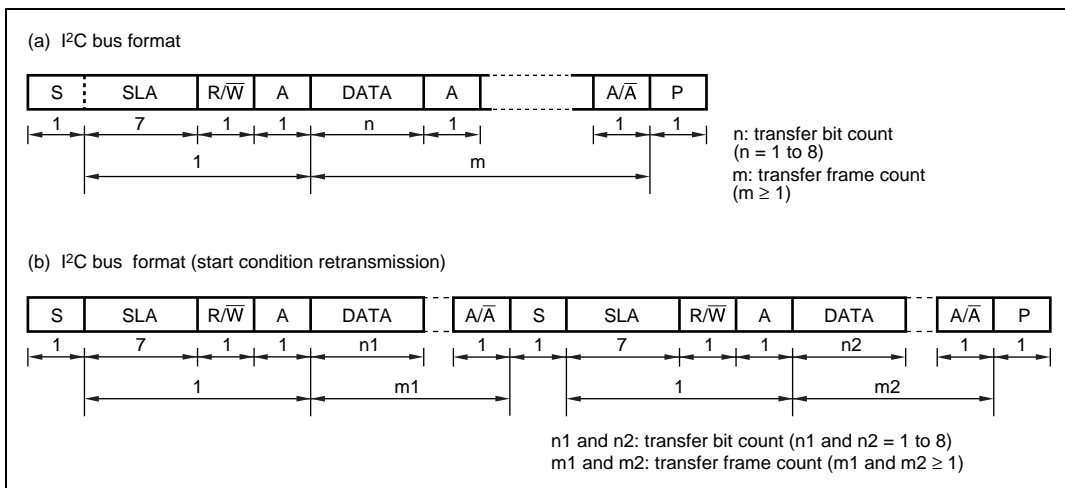 (a) I²C bus format
S SLA R/W̅ A DATA A A/A̅ P
1 7 1 1 n 1 1 1
1 m
n: transfer bit count
(n = 1 to 8)
m: transfer frame count
(m ≥ 1)
(b) I²C bus format (start condition retransmission)
S SLA R/W̅ A DATA A/A̅ S SLA R/W̅ A DATA A/A̅ P
1 7 1 1 n1 1 1 7 1 1 n2 1 1
1 m1 1 m2
n1 and n2: transfer bit count (n1 and n2 = 1 to 8)
m1 and m2: transfer frame count (m1 and m2 ≥ 1)